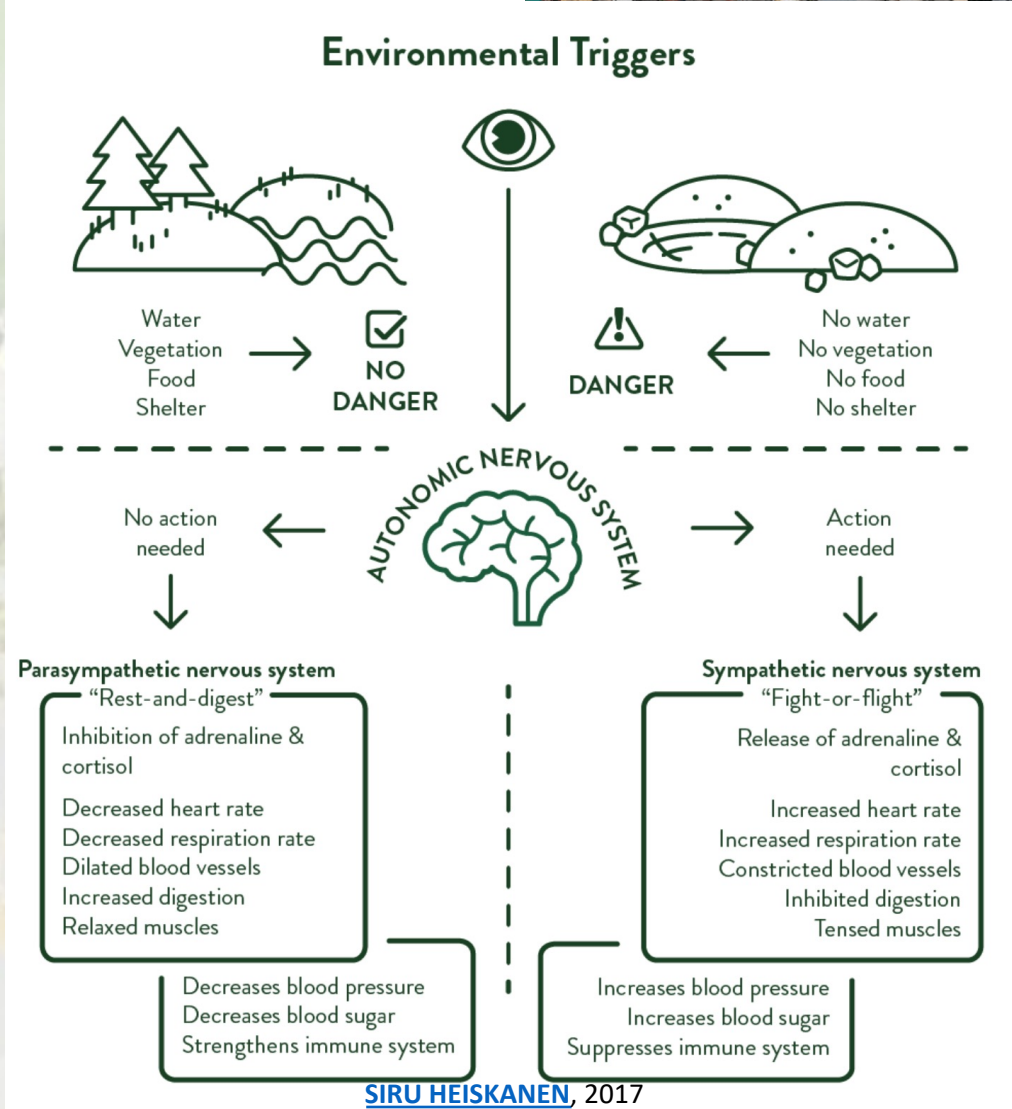 Environmental Triggers
Water
Vegetation
Food
Shelter
NO
DANGER
DANGER
No water
No vegetation
No food
No shelter
AUTONOMIC NERVOUS SYSTEM
No action
needed
Action
needed
Parasympathetic nervous system
“Rest-and-digest”
Inhibition of adrenaline &
cortisol
Decreased heart rate
Decreased respiration rate
Dilated blood vessels
Increased digestion
Relaxed muscles
Decreases blood pressure
Decreases blood sugar
Strengthens immune system
Sympathetic nervous system
“Fight-or-flight”
Release of adrenaline &
cortisol
Increased heart rate
Increased respiration rate
Constricted blood vessels
Inhibited digestion
Tensed muscles
Increases blood pressure
Increases blood sugar
Suppresses immune system
SIRU HEISKANEN, 2017